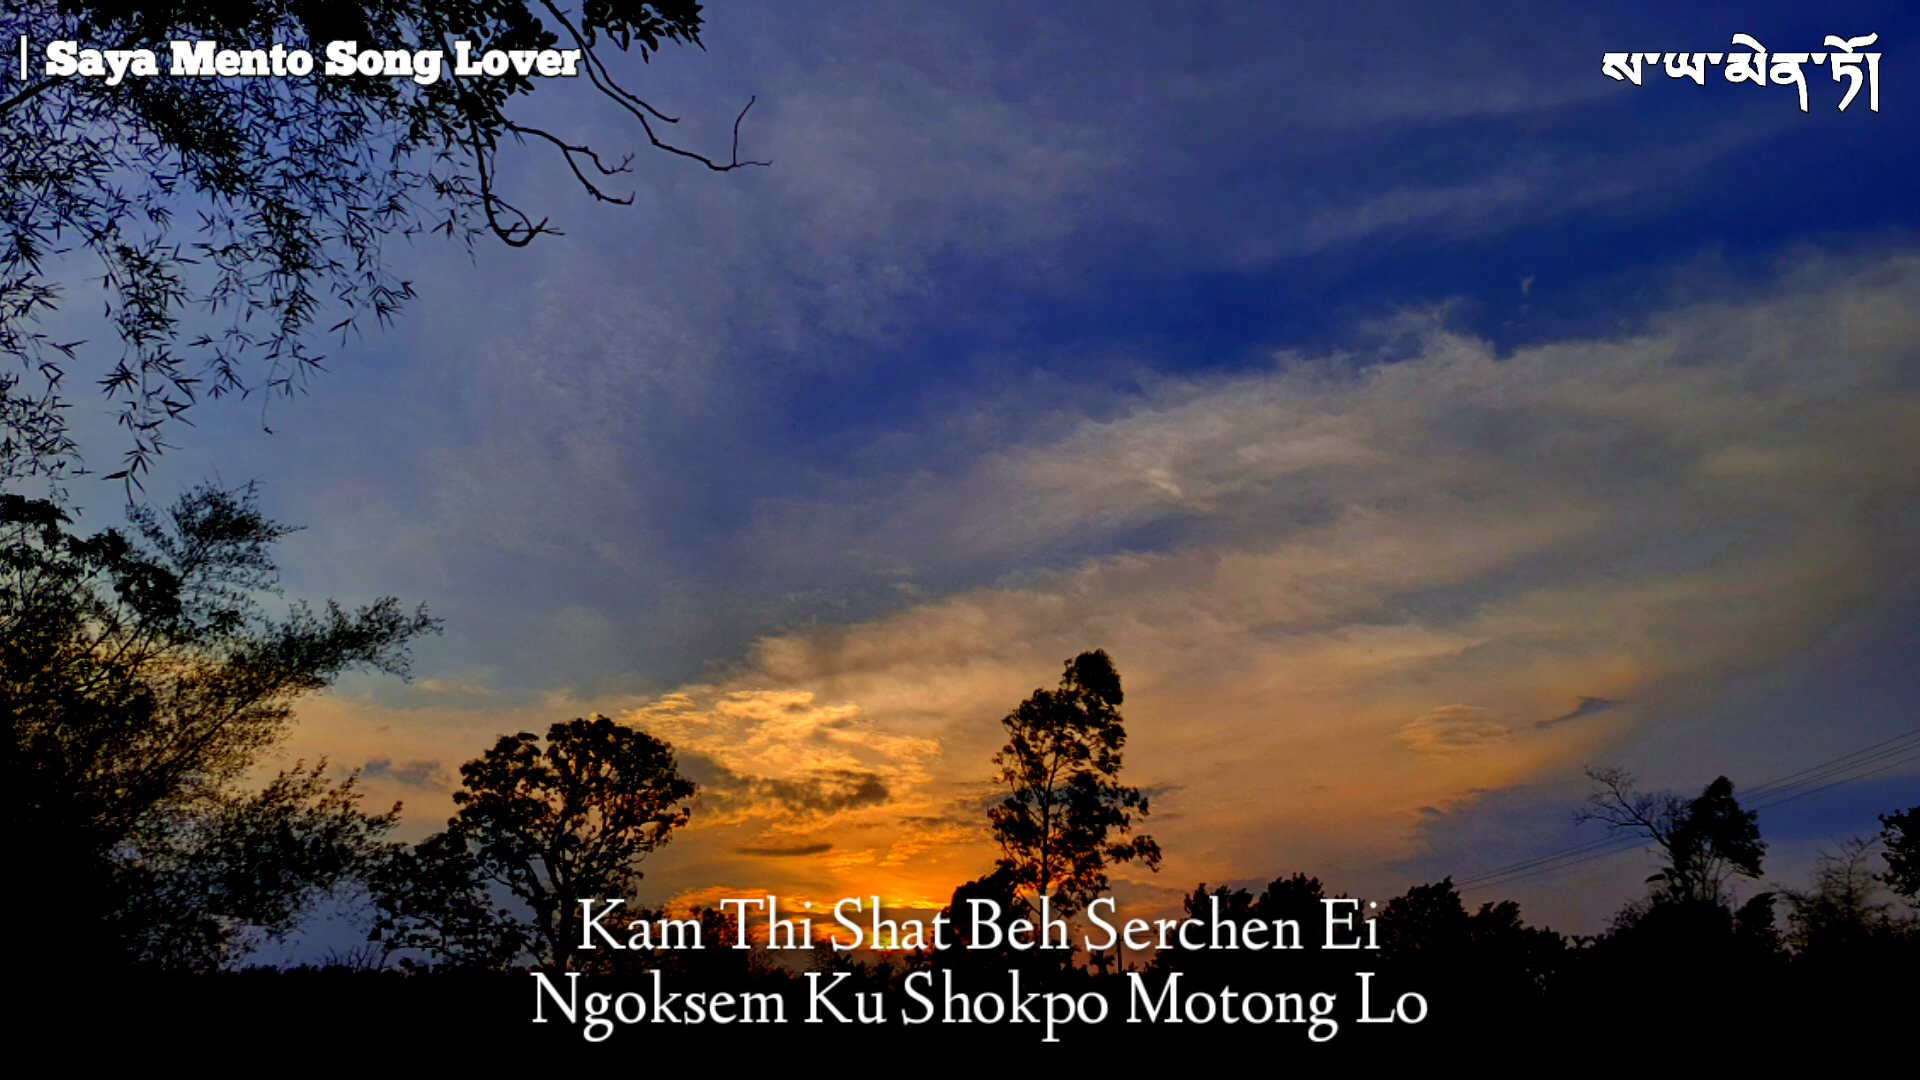 | Saya Mento Song Lover
ས་ཡ་མེན་ཏོ།
Kam Thi Shat Beh Serchen Ei
Ngoksem Ku Shokpo Motong Lo